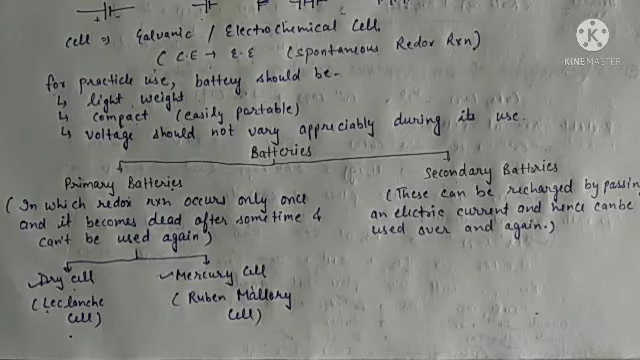 Cell ⇒ Galvanic / Electrochemical Cell.
( C.E → E.E (Spontaneous Redox Rxn)
KINEMASTER
for practicle use, battery should be-
↳ light weight
↳ compact (easily partable)
↳ voltage should not vary appreciably during its use.
Batteries
Primary Batteries
( In which redox rxn occurs only once
and it becomes dead after some time &
can't be used again)
Secondary Battries
(These can be recharged by passin
an electric current and hence can be
used over and again.)
Dry cell
(Leclanche
cell)
Mercury cell
( Ruben Mallory
cell)